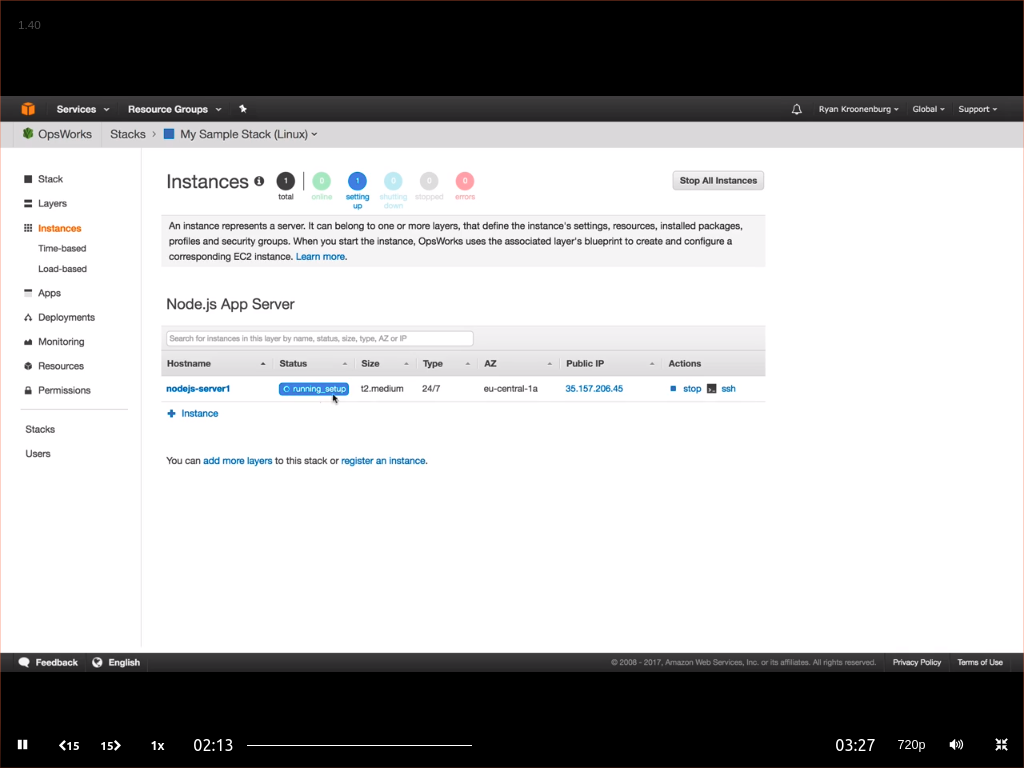 1.40
Services
Resource Groups
Ryan Kroonenburg
Global
Support
OpsWorks
Stacks
My Sample Stack (Linux)
Stack
Layers
Instances
Time-based
Load-based
Apps
Deployments
Monitoring
Resources
Permissions
Stacks
Users
Instances
1 total
0 online
1 setting up
0 shutting down
0 stopped
0 errors
Stop All Instances
An instance represents a server. It can belong to one or more layers, that define the instance's settings, resources, installed packages,
profiles and security groups. When you start the instance, OpsWorks uses the associated layer's blueprint to create and configure a
corresponding EC2 instance. Learn more.
Node.js App Server
Search for instances in this layer by name, status, size, type, AZ or IP
Hostname Status Size Type AZ Public IP Actions
nodejs-server1 running_setup t2.medium 24/7 eu-central-1a 35.157.206.45 stop ssh
Instance
You can add more layers to this stack or register an instance.
Feedback
English
© 2008 - 2017, Amazon Web Services, Inc. or its affiliates. All rights reserved.
Privacy Policy
Terms of Use
15
15
1x
02:13
03:27
720p